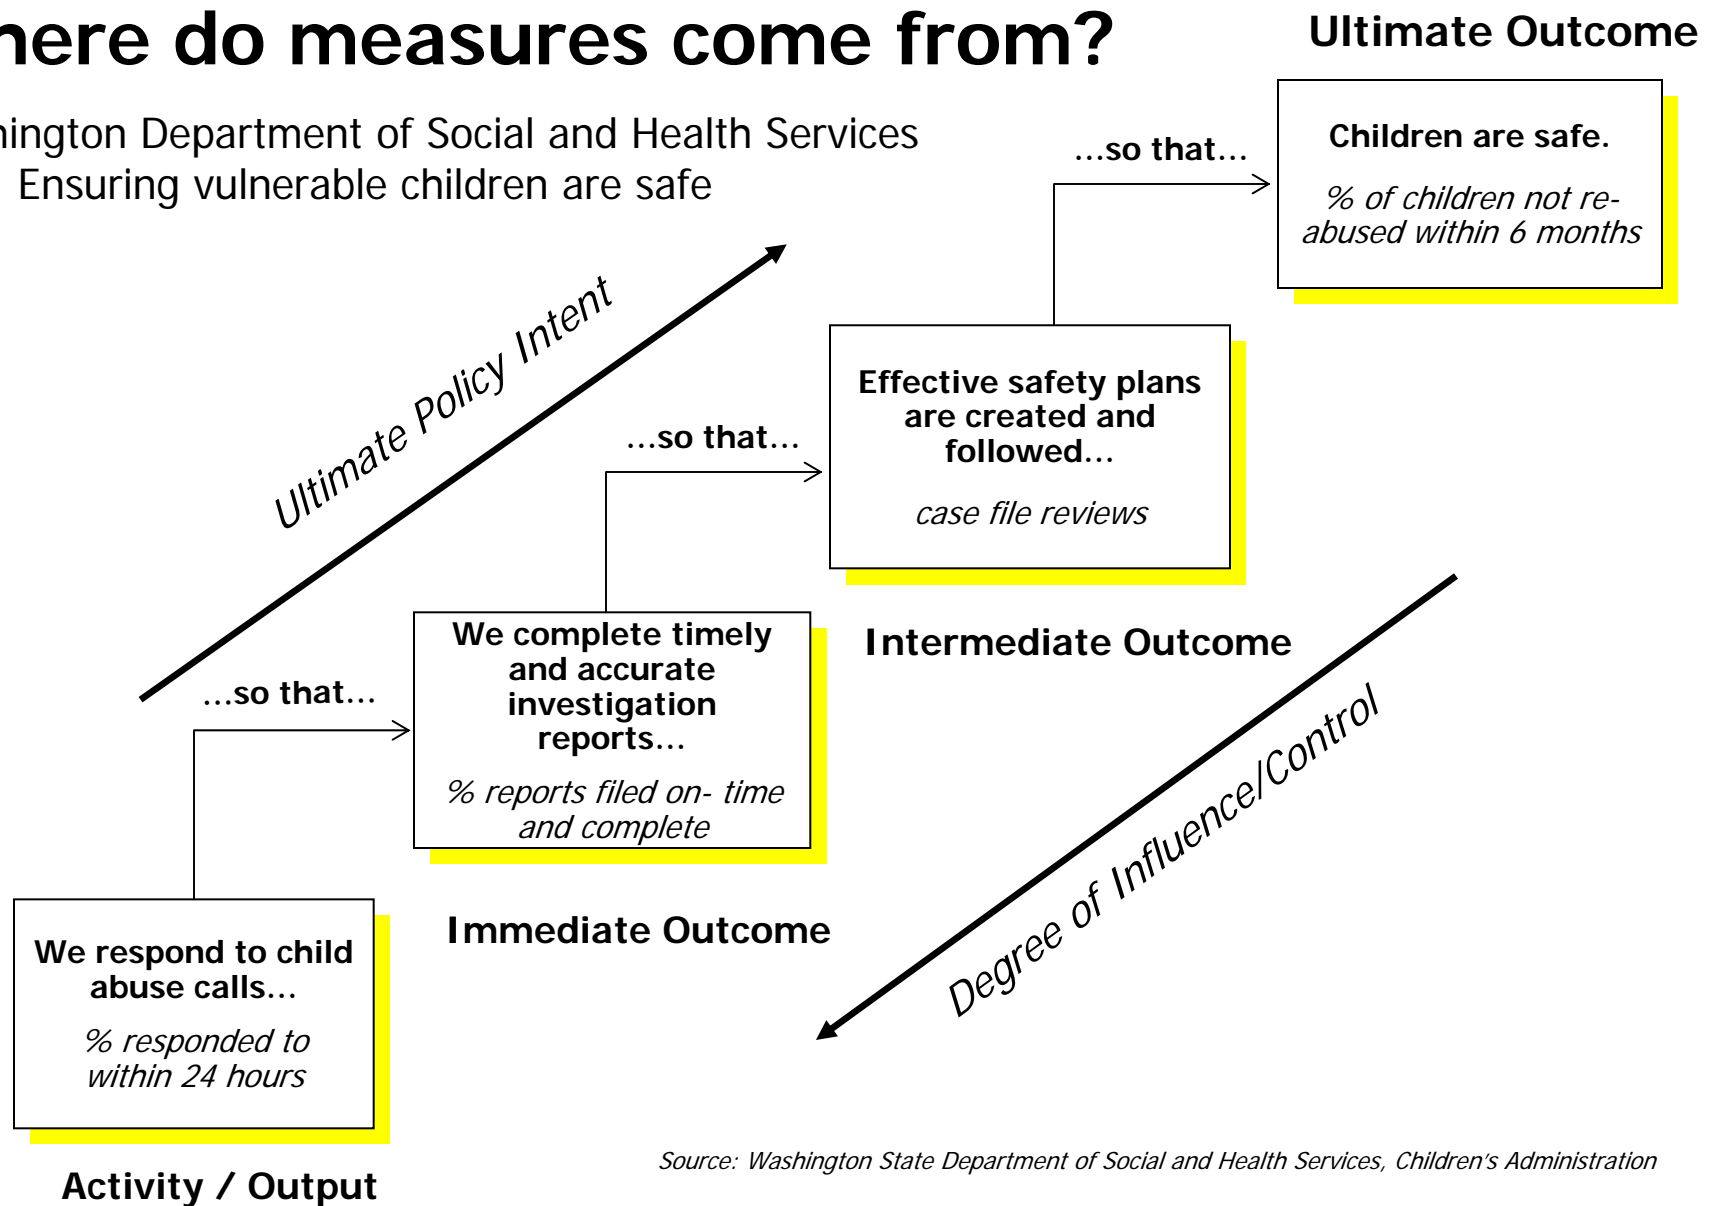 here do measures come from?
Ultimate Outcome
ington Department of Social and Health Services
Ensuring vulnerable children are safe
…so that…
Children are safe.
% of children not re-
abused within 6 months
Ultimate Policy Intent
…so that…
Effective safety plans
are created and
followed…
case file reviews
Intermediate Outcome
…so that…
We complete timely
and accurate
investigation
reports…
% reports filed on- time
and complete
Immediate Outcome
Degree of Influence/Control
We respond to child
abuse calls…
% responded to
within 24 hours
Activity / Output
Source: Washington State Department of Social and Health Services, Children’s Administration